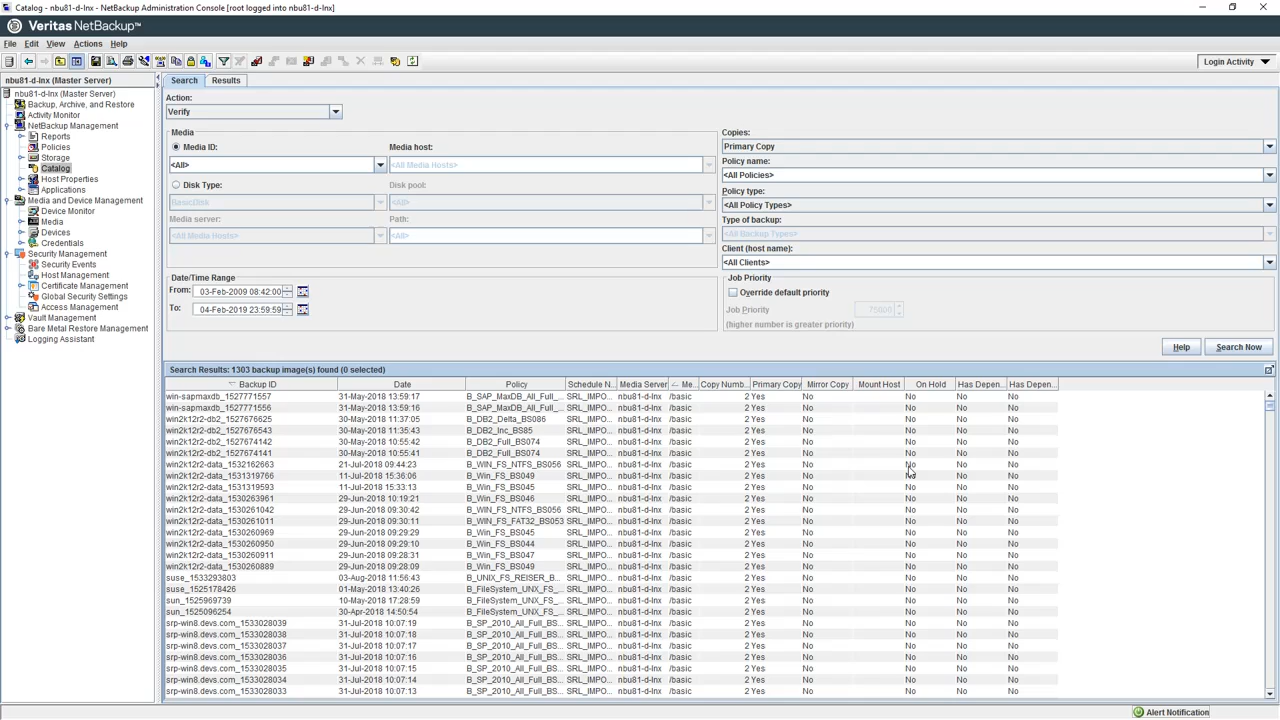 Catalog - nbu81-d-lnx - NetBackup Administration Console [root logged into nbu81-d-lnx]
Veritas NetBackup™
File Edit View Actions Help
Login Activity
nbu81-d-lnx (Master Server)
nbu81-d-lnx (Master Server)
Backup, Archive, and Restore
Activity Monitor
NetBackup Management
Reports
Policies
Storage
Catalog
Host Properties
Applications
Media and Device Management
Device Monitor
Media
Devices
Credentials
Security Management
Security Events
Host Management
Certificate Management
Global Security Settings
Access Management
Vault Management
Bare Metal Restore Management
Logging Assistant
Search Results
Action:
Verify
Media
Media ID: Media host:
<All> <All Media Hosts>
Disk Type: Disk pool:
BasicDisk <All>
Media server: Path:
<All Media Hosts> <All>
Date/Time Range
From: 03-Feb-2009 08:42:00
To: 04-Feb-2019 23:59:59
Copies:
Primary Copy
Policy name:
<All Policies>
Policy type:
<All Policy Types>
Type of backup:
<All Backup Types>
Client (host name):
<All Clients>
Job Priority
Override default priority
Job Priority 75000
(higher number is greater priority)
Help Search Now
Search Results: 1303 backup image(s) found (0 selected)
Backup ID Date Policy Schedule N... Media Server Me... Copy Numb... Primary Copy Mirror Copy Mount Host On Hold Has Depen... Has Depen...
win-sapmaxdb_1527771557 31-May-2018 13:59:17 B_SAP_MaxDB_All_Full_... SRL_IMPO... nbu81-d-lnx /basic 2 Yes No No No No
win-sapmaxdb_1527771556 31-May-2018 13:59:16 B_SAP_MaxDB_All_Full_... SRL_IMPO... nbu81-d-lnx /basic 2 Yes No No No No
win2k12r2-db2_1527676625 30-May-2018 11:37:05 B_DB2_Delta_BS086 SRL_IMPO... nbu81-d-lnx /basic 2 Yes No No No No
win2k12r2-db2_1527676543 30-May-2018 11:35:43 B_DB2_Inc_BS85 SRL_IMPO... nbu81-d-lnx /basic 2 Yes No No No No
win2k12r2-db2_1527674142 30-May-2018 10:55:42 B_DB2_Full_BS074 SRL_IMPO... nbu81-d-lnx /basic 2 Yes No No No No
win2k12r2-db2_1527674141 30-May-2018 10:55:41 B_DB2_Full_BS074 SRL_IMPO... nbu81-d-lnx /basic 2 Yes No No No No
win2k12r2-data_1532162663 21-Jul-2018 09:44:23 B_WIN_FS_NTFS_BS056 SRL_IMPO... nbu81-d-lnx /basic 2 Yes No No No No
win2k12r2-data_1531319766 11-Jul-2018 15:36:06 B_Win_FS_BS049 SRL_IMPO... nbu81-d-lnx /basic 2 Yes No No No No
win2k12r2-data_1531319593 11-Jul-2018 15:33:13 B_Win_FS_BS045 SRL_IMPO... nbu81-d-lnx /basic 2 Yes No No No No
win2k12r2-data_1530263961 29-Jun-2018 10:19:21 B_Win_FS_BS046 SRL_IMPO... nbu81-d-lnx /basic 2 Yes No No No No
win2k12r2-data_1530261042 29-Jun-2018 09:30:42 B_WIN_FS_NTFS_BS056 SRL_IMPO... nbu81-d-lnx /basic 2 Yes No No No No
win2k12r2-data_1530261011 29-Jun-2018 09:30:11 B_WIN_FS_FAT32_BS053 SRL_IMPO... nbu81-d-lnx /basic 2 Yes No No No No
win2k12r2-data_1530260969 29-Jun-2018 09:29:29 B_Win_FS_BS045 SRL_IMPO... nbu81-d-lnx /basic 2 Yes No No No No
win2k12r2-data_1530260950 29-Jun-2018 09:29:10 B_Win_FS_BS044 SRL_IMPO... nbu81-d-lnx /basic 2 Yes No No No No
win2k12r2-data_1530260911 29-Jun-2018 09:28:31 B_Win_FS_BS047 SRL_IMPO... nbu81-d-lnx /basic 2 Yes No No No No
win2k12r2-data_1530260889 29-Jun-2018 09:28:09 B_Win_FS_BS049 SRL_IMPO... nbu81-d-lnx /basic 2 Yes No No No No
suse_1533293803 03-Aug-2018 11:56:43 B_UNIX_FS_REISER_B... SRL_IMPO... nbu81-d-lnx /basic 2 Yes No No No No
suse_1525178426 01-May-2018 13:40:26 B_FileSystem_UNX_FS_... SRL_IMPO... nbu81-d-lnx /basic 2 Yes No No No No
sun_1525969739 10-May-2018 17:28:59 B_FileSystem_UNX_FS_... SRL_IMPO... nbu81-d-lnx /basic 2 Yes No No No No
sun_1525096254 30-Apr-2018 14:50:54 B_FileSystem_UNX_FS_... SRL_IMPO... nbu81-d-lnx /basic 2 Yes No No No No
srp-win8.devs.com_1533028039 31-Jul-2018 10:07:19 B_SP_2010_All_Full_BS... SRL_IMPO... nbu81-d-lnx /basic 2 Yes No No No No
srp-win8.devs.com_1533028038 31-Jul-2018 10:07:18 B_SP_2010_All_Full_BS... SRL_IMPO... nbu81-d-lnx /basic 2 Yes No No No No
srp-win8.devs.com_1533028037 31-Jul-2018 10:07:17 B_SP_2010_All_Full_BS... SRL_IMPO... nbu81-d-lnx /basic 2 Yes No No No No
srp-win8.devs.com_1533028036 31-Jul-2018 10:07:16 B_SP_2010_All_Full_BS... SRL_IMPO... nbu81-d-lnx /basic 2 Yes No No No No
srp-win8.devs.com_1533028035 31-Jul-2018 10:07:15 B_SP_2010_All_Full_BS... SRL_IMPO... nbu81-d-lnx /basic 2 Yes No No No No
srp-win8.devs.com_1533028034 31-Jul-2018 10:07:14 B_SP_2010_All_Full_BS... SRL_IMPO... nbu81-d-lnx /basic 2 Yes No No No No
srp-win8.devs.com_1533028033 31-Jul-2018 10:07:13 B_SP_2010_All_Full_BS... SRL_IMPO... nbu81-d-lnx /basic 2 Yes No No No No
Alert Notification